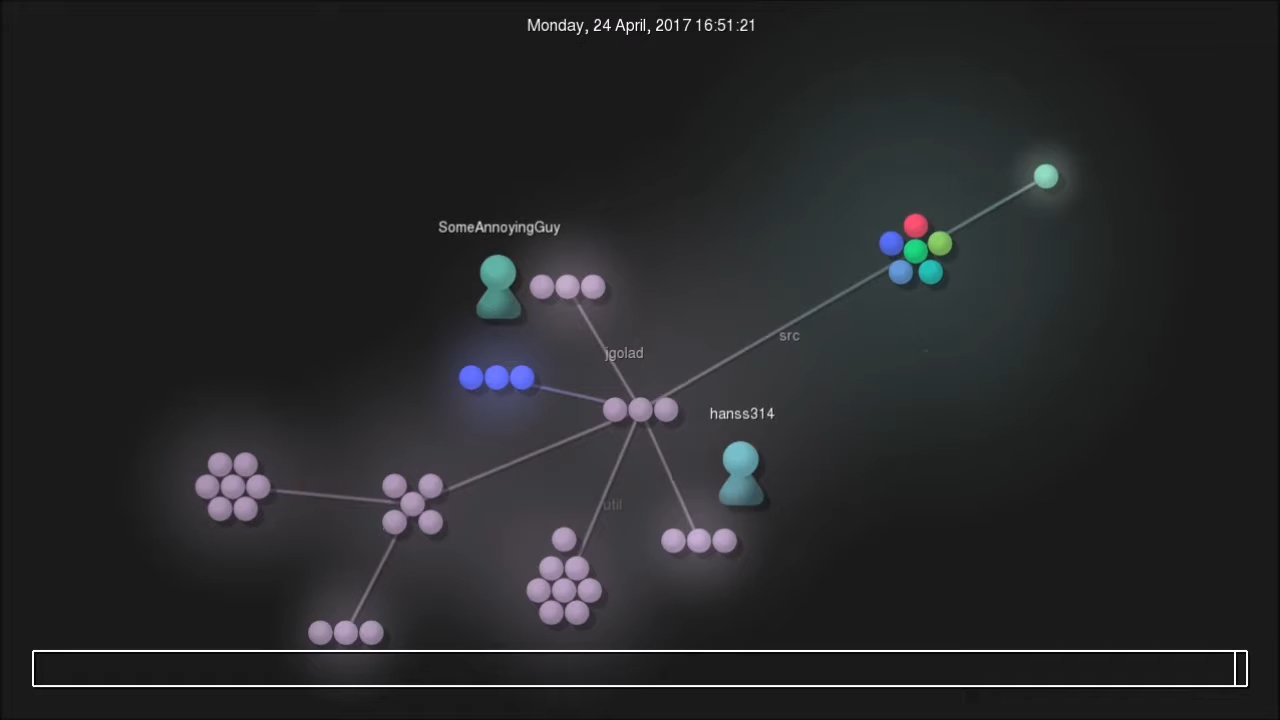 Monday, 24 April, 2017 16:51:21
SomeAnnoyingGuy
src
jgolad
hanss314
util